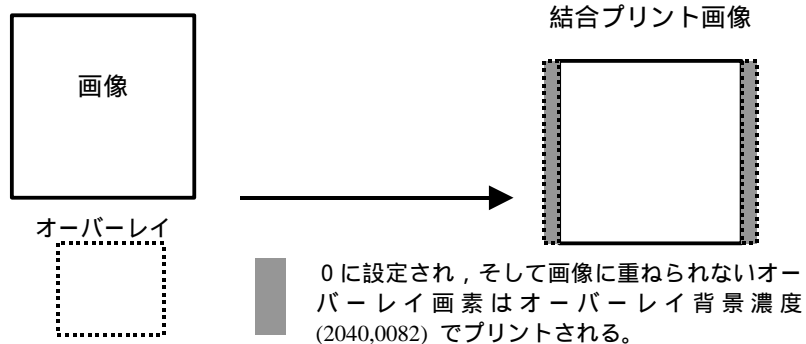 結合プリント画像
画像
オーバーレイ
0に設定され,そして画像に重ねられないオー
バーレイ画素はオーバーレイ背景濃度
(2040,0082) でプリントされる。